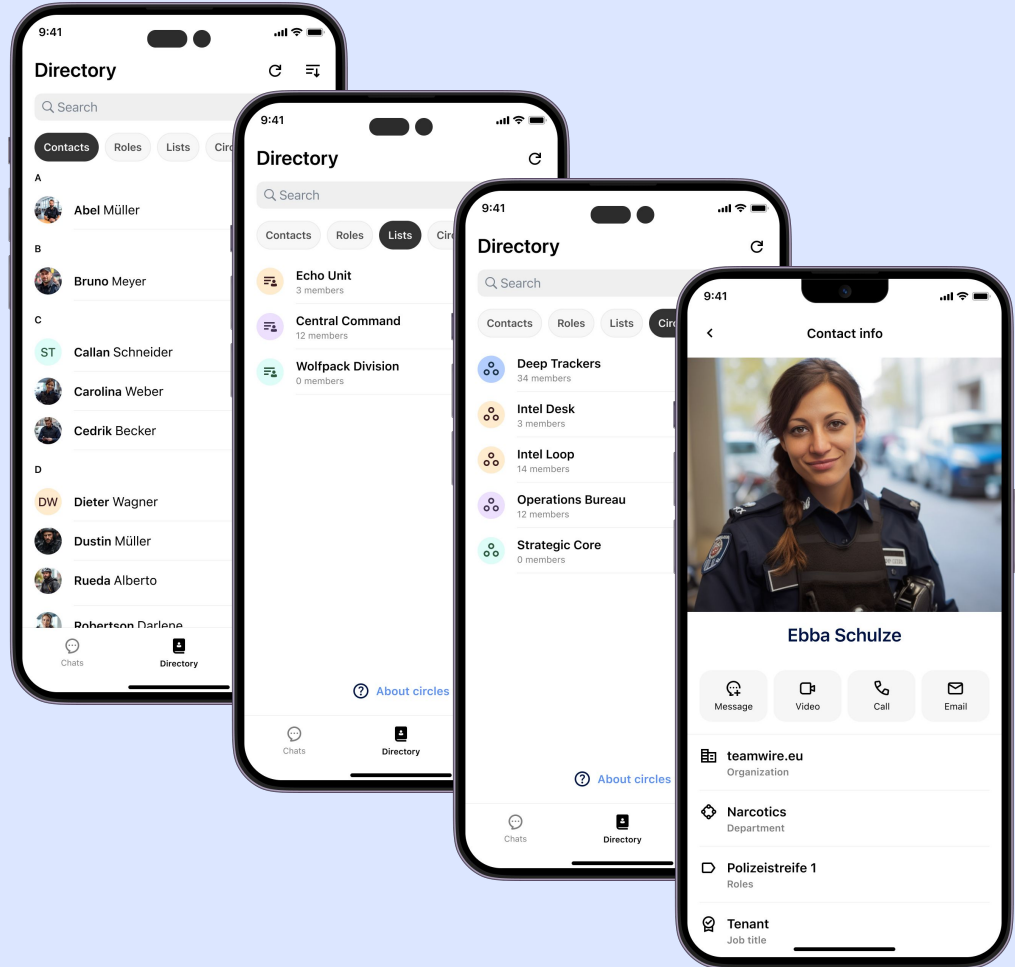 9:41
Directory
Search
Contacts Roles Lists
A
Abel Müller
B
Bruno Meyer
C
ST Callan Schneider
Carolina Weber
Cedrik Becker
D
DW Dieter Wagner
Dustin Müller
Rueda Alberto
Robertson Darlene
Chats Directory
9:41
Directory
Search
Contacts Roles Lists
Echo Unit
3 members
Central Command
12 members
Wolfpack Division
0 members
About circles
Chats Directory
9:41
Directory
Search
Contacts Roles Lists
Deep Trackers
34 members
Intel Desk
3 members
Intel Loop
14 members
Operations Bureau
12 members
Strategic Core
0 members
About circles
Chats Directory
9:41
Contact info
Ebba Schulze
Message Video Call Email
teamwire.eu
Organization
Narcotics
Department
Polizeistreife 1
Roles
Tenant
Job title